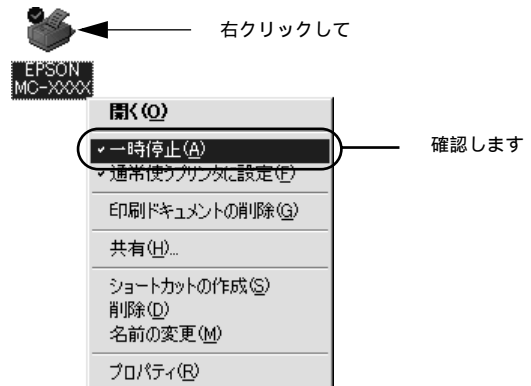 右クリックして
EPSON
MC-XXXX
開く(O)
一時停止(A)
確認します
通常使うプリンタに設定(F)
印刷ドキュメントの削除(G)
共有(H)...
ショートカットの作成(S)
削除(D)
名前の変更(M)
プロパティ(R)